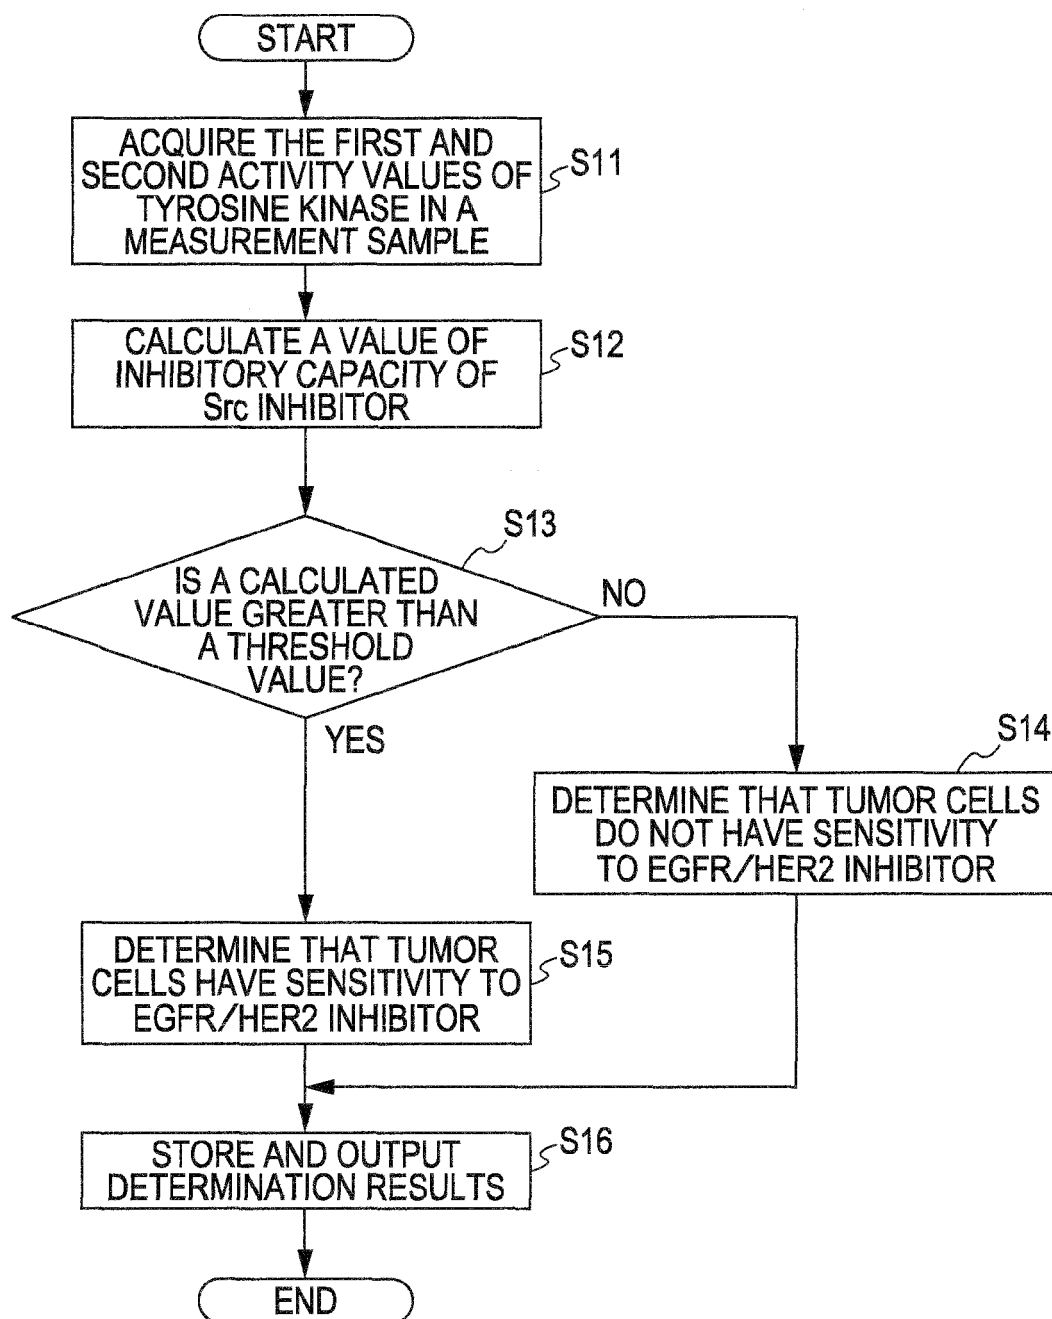 START
ACQUIRE THE FIRST AND
SECOND ACTIVITY VALUES OF
TYROSINE KINASE IN A
MEASUREMENT SAMPLE
S11
CALCULATE A VALUE OF
INHIBITORY CAPACITY OF
Src INHIBITOR
S12
S13
IS A CALCULATED
VALUE GREATER THAN
A THRESHOLD
VALUE?
NO
YES
S14
DETERMINE THAT TUMOR CELLS
DO NOT HAVE SENSITIVITY
TO EGFR/HER2 INHIBITOR
DETERMINE THAT TUMOR
CELLS HAVE SENSITIVITY TO
EGFR/HER2 INHIBITOR
S15
STORE AND OUTPUT
DETERMINATION RESULTS
S16
END